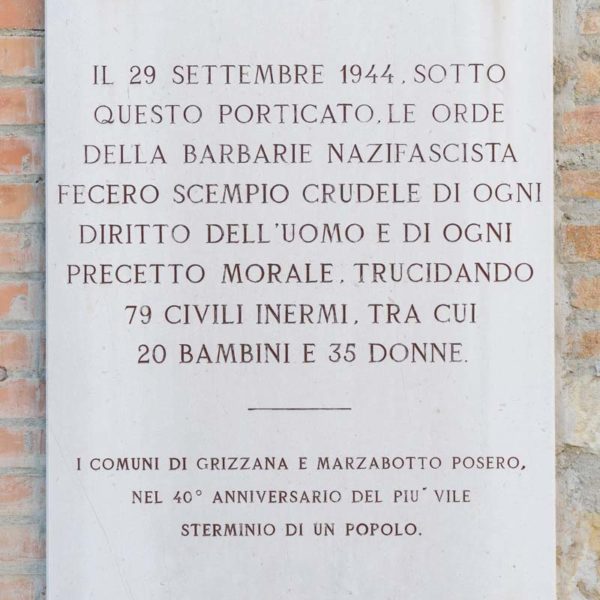 IL 29 SETTEMBRE 1944, SOTTO
QUESTO PORTICATO, LE ORDE
DELLA BARBARIE NAZIFASCISTA
FECERO SCEMPIO CRUDELE DI OGNI
DIRITTO DELL'UOMO E DI OGNI
PRECETTO MORALE, TRUCIDANDO
79 CIVILI INERMI, TRA CUI
20 BAMBINI E 35 DONNE.
I COMUNI DI GRIZZANA E MARZABOTTO POSERO,
NEL 40° ANNIVERSARIO DEL PIU' VILE
STERMINIO DI UN POPOLO.